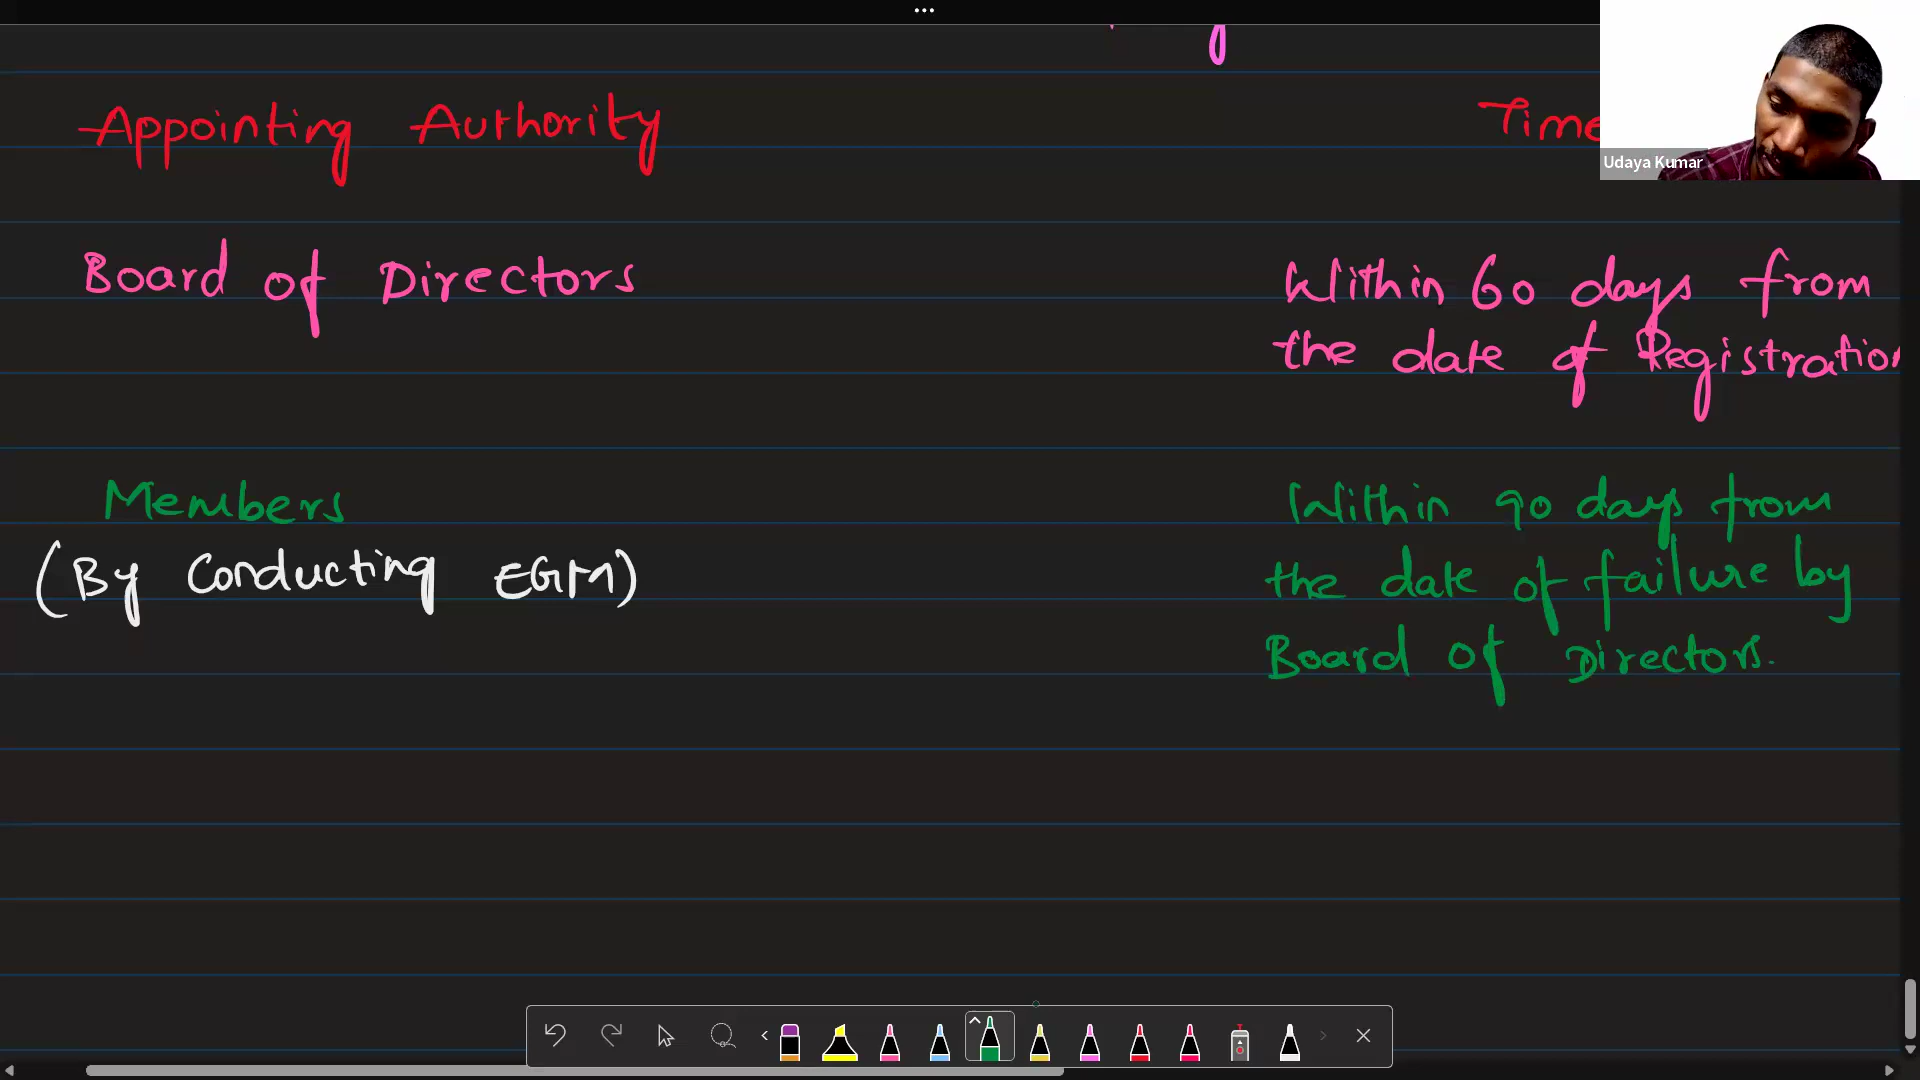 Appointing Authority
Time
Udaya Kumar
Board of Directors
Within 60 days from
the date of Registration
Members
Within 90 days from
(By Conducting EGM)
the date of failure by
Board of Directors.